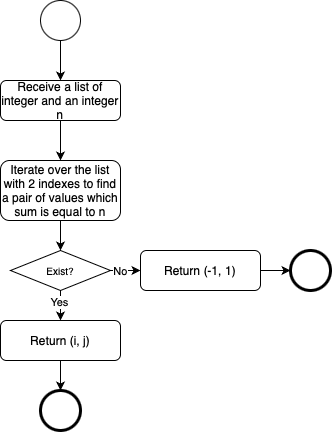 Receive a list of
integer and an integer
n
Iterate over the list
with 2 indexes to find
a pair of values which
sum is equal to n
Exist?
No
Return (-1, 1)
Yes
Return (i, j)